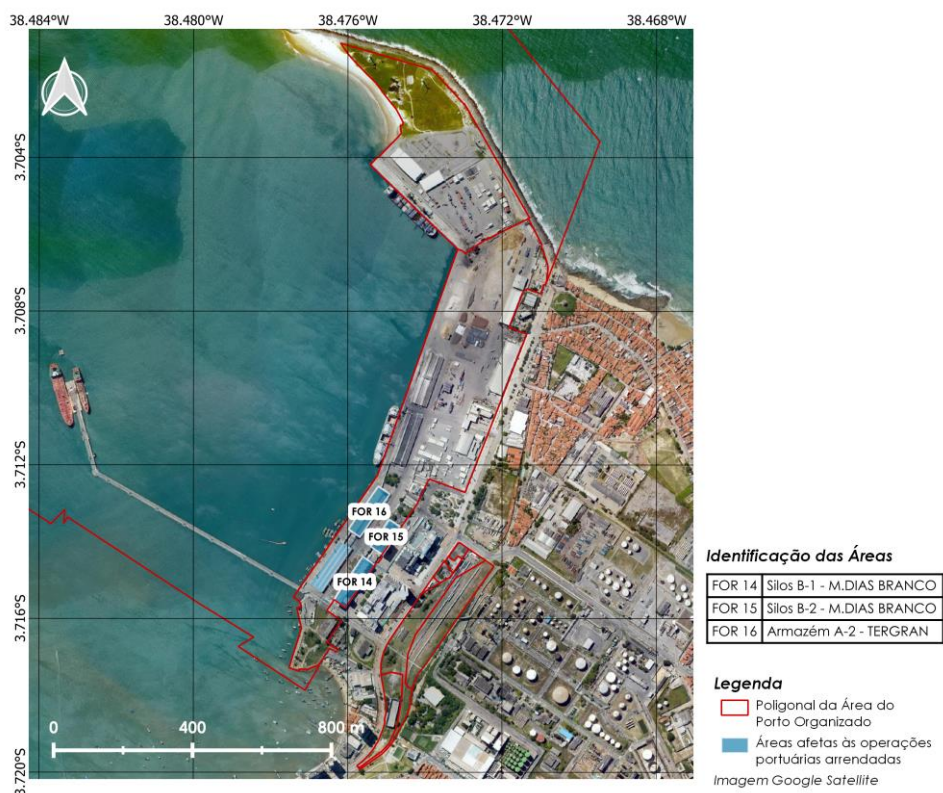 38.484°W 38.480°W 38.476°W 38.472°W 38.468°W
3.704°S
3.708°S
3.712°S
3.716°S
3.720°S
FOR 16
FOR 15
FOR 14
0 400 800 m
Identificação das Áreas
FOR 14 Silos B-1 - M.DIAS BRANCO
FOR 15 Silos B-2 - M.DIAS BRANCO
FOR 16 Armazém A-2 - TERGRAN
Legenda
Poligonal da Área do
Porto Organizado
Áreas afetas às operações
portuárias arrendadas
Imagem Google Satellite